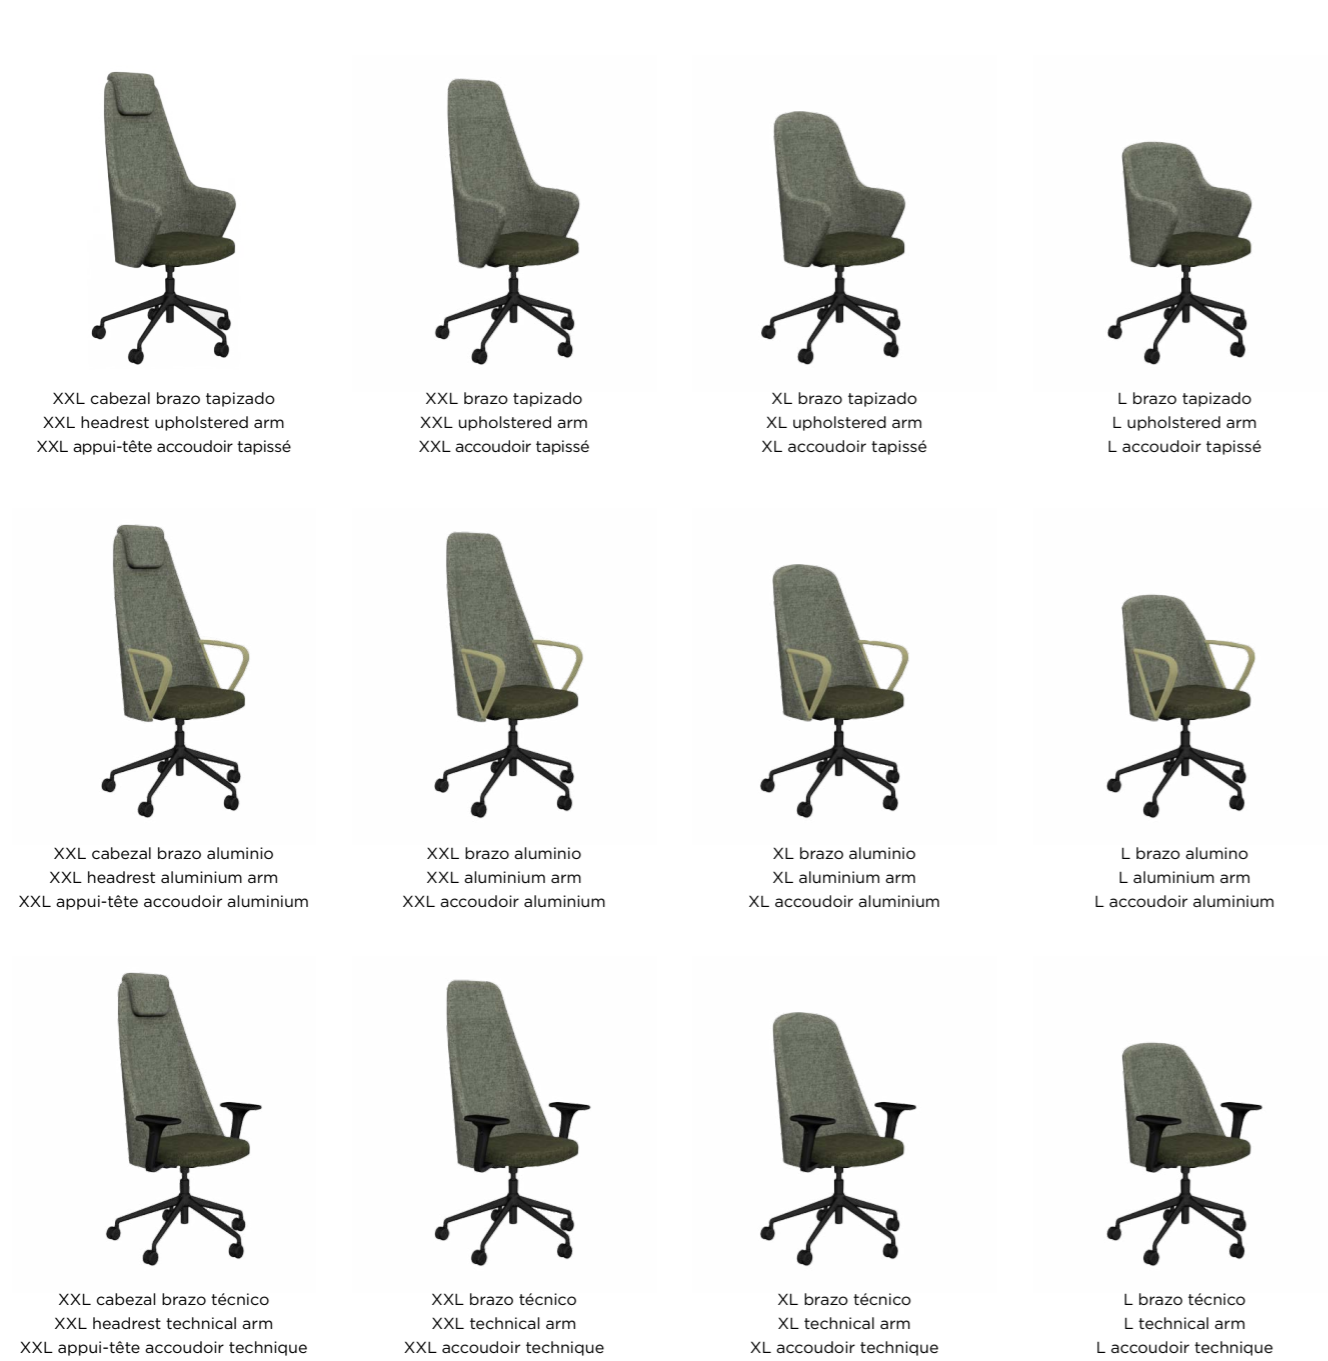 XXL cabezal brazo tapizado
XXL headrest upholstered arm
XXL appui-tête accoudoir tapissé
XXL brazo tapizado
XXL upholstered arm
XXL accoudoir tapissé
XL brazo tapizado
XL upholstered arm
XL accoudoir tapissé
L brazo tapizado
L upholstered arm
L accoudoir tapissé
XXL cabezal brazo aluminio
XXL headrest aluminium arm
XXL appui-tête accoudoir aluminium
XXL brazo aluminio
XXL aluminium arm
XXL accoudoir aluminium
XL brazo aluminio
XL aluminium arm
XL accoudoir aluminium
L brazo alumino
L aluminium arm
L accoudoir aluminium
XXL cabezal brazo técnico
XXL headrest technical arm
XXL appui-tête accoudoir technique
XXL brazo técnico
XXL technical arm
XXL accoudoir technique
XL brazo técnico
XL technical arm
XL accoudoir technique
L brazo técnico
L technical arm
L accoudoir technique